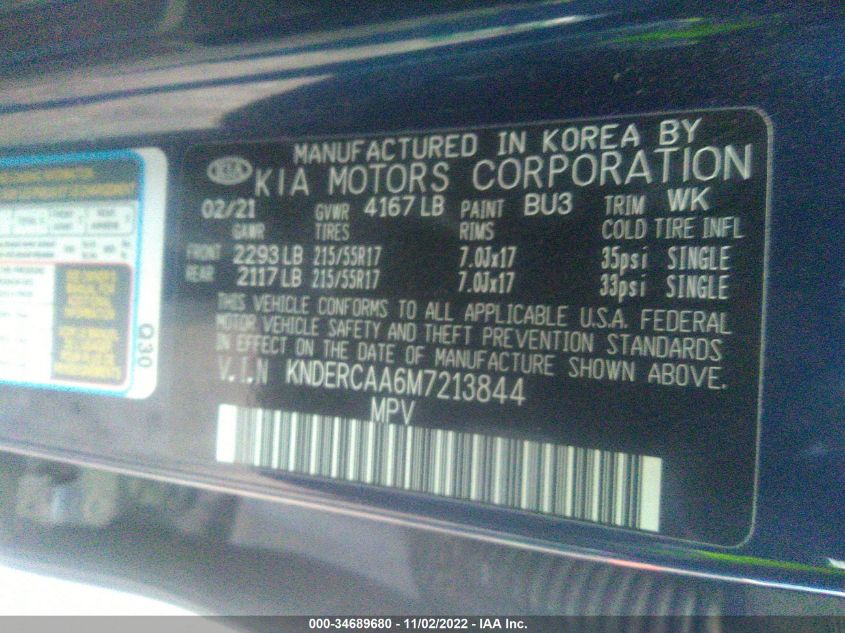 MANUFACTURED IN KOREA BY
KIA KIA MOTORS CORPORATION
02/21 GVWR 4167 LB PAINT BU3 TRIM WK
GAWR TIRES RIMS COLD TIRE INFL
FRONT 2293 LB 215/55R17 7.0Jx17 35psi SINGLE
REAR 2117 LB 215/55R17 7.0Jx17 33psi SINGLE
THIS VEHICLE CONFORMS TO ALL APPLICABLE U.S.A. FEDERAL
MOTOR VEHICLE SAFETY AND THEFT PREVENTION STANDARDS
IN EFFECT ON THE DATE OF MANUFACTURE SHOWN ABOVE.
V.I.N KNDERCAA6M7213844
MPV
Q30
000-34689680 - 11/02/2022 - IAA Inc.